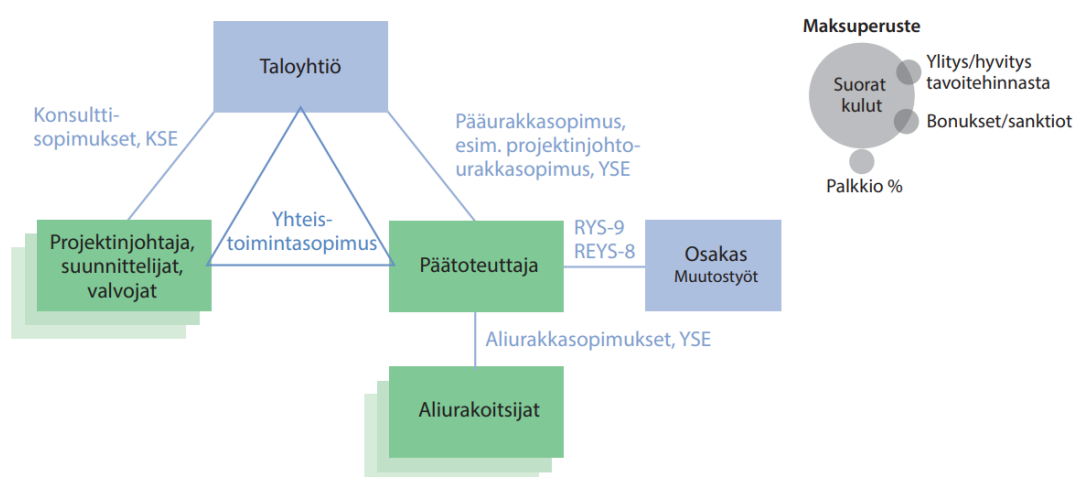 Taloyhtiö
Konsultti-
sopimukset, KSE
Pääurakkasopimus,
esim. projektinjohto-
urakkasopimus, YSE
Yhteis-
toimintasopimus
Projektinjohtaja,
suunnittelijat,
valvojat
Päätoteuttaja
RYS-9
REYS-8
Osakas
Muutostyöt
Aliurakkasopimukset, YSE
Aliurakoitsijat
Maksuperuste
Suorat
kulut
Ylitys/hyvitys
tavoitehinnasta
Bonukset/sanktiot
Palkkio %